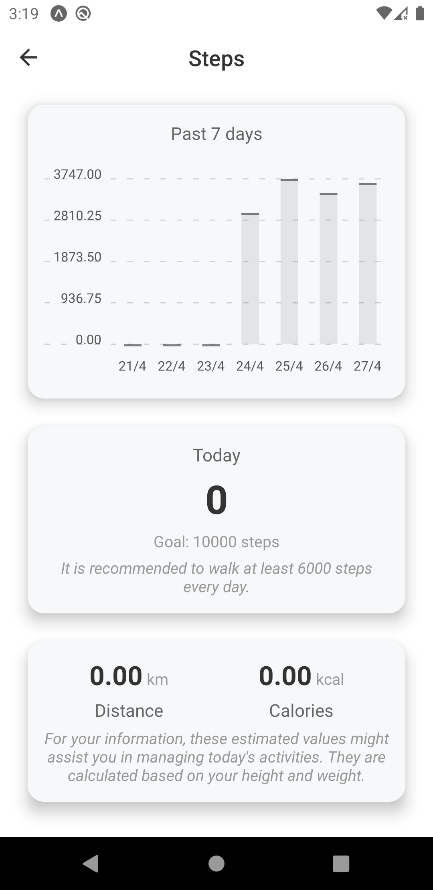 3:19
Steps
Past 7 days
3747.00
2810.25
1873.50
936.75
0.00
21/4 22/4 23/4 24/4 25/4 26/4 27/4
Today
0
Goal: 10000 steps
It is recommended to walk at least 6000 steps
every day.
0.00 km 0.00 kcal
Distance Calories
For your information, these estimated values might
assist you in managing today's activities. They are
calculated based on your height and weight.